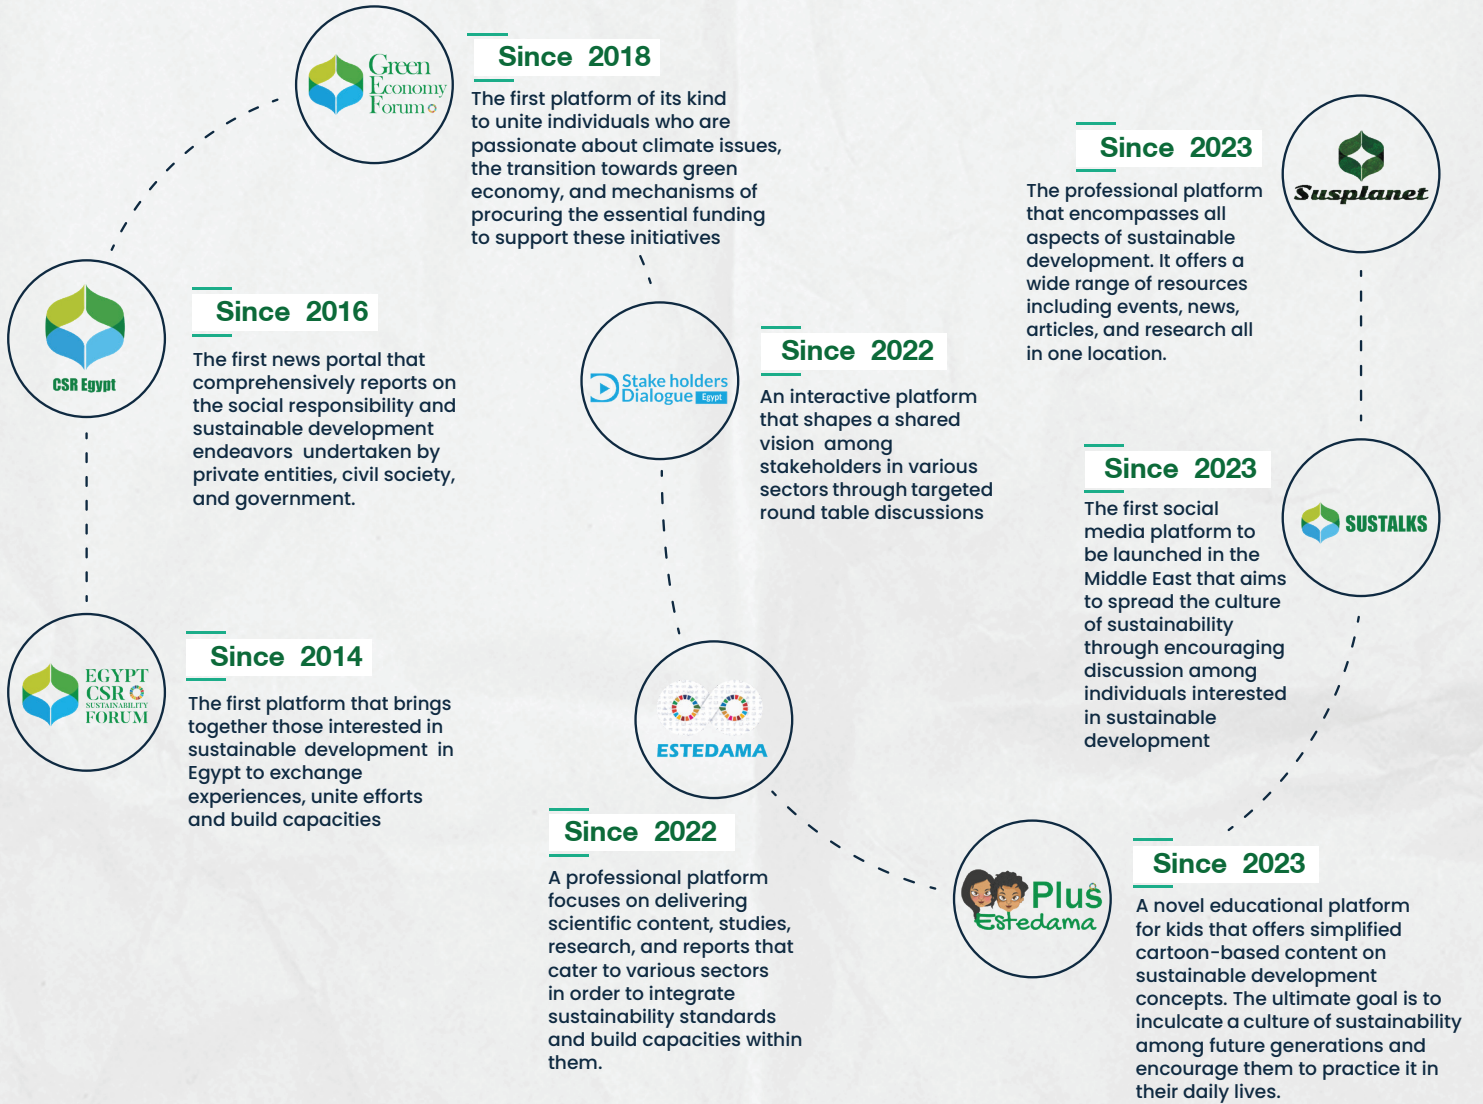 Green
Economy
Forum
Since 2018
The first platform of its kind
to unite individuals who are
passionate about climate issues,
the transition towards green
economy, and mechanisms of
procuring the essential funding
to support these initiatives
CSR Egypt
Since 2016
The first news portal that
comprehensively reports on
the social responsibility and
sustainable development
endeavors undertaken by
private entities, civil society,
and government.
EGYPT
CSR
SUSTAINABILITY
FORUM
Since 2014
The first platform that brings
together those interested in
sustainable development in
Egypt to exchange
experiences, unite efforts
and build capacities
Stake holders
Dialogue Egypt
Since 2022
An interactive platform
that shapes a shared
vision among
stakeholders in various
sectors through targeted
round table discussions
ESTEDAMA
Since 2022
A professional platform
focuses on delivering
scientific content, studies,
research, and reports that
cater to various sectors
in order to integrate
sustainability standards
and build capacities within
them.
Susplanet
Since 2023
The professional platform
that encompasses all
aspects of sustainable
development. It offers a
wide range of resources
including events, news,
articles, and research all
in one location.
SUSTALKS
Since 2023
The first social
media platform to
be launched in the
Middle East that aims
to spread the culture
of sustainability
through encouraging
discussion among
individuals interested
in sustainable
development
Plus
Estedama
Since 2023
A novel educational platform
for kids that offers simplified
cartoon-based content on
sustainable development
concepts. The ultimate goal is to
inculcate a culture of sustainability
among future generations and
encourage them to practice it in
their daily lives.